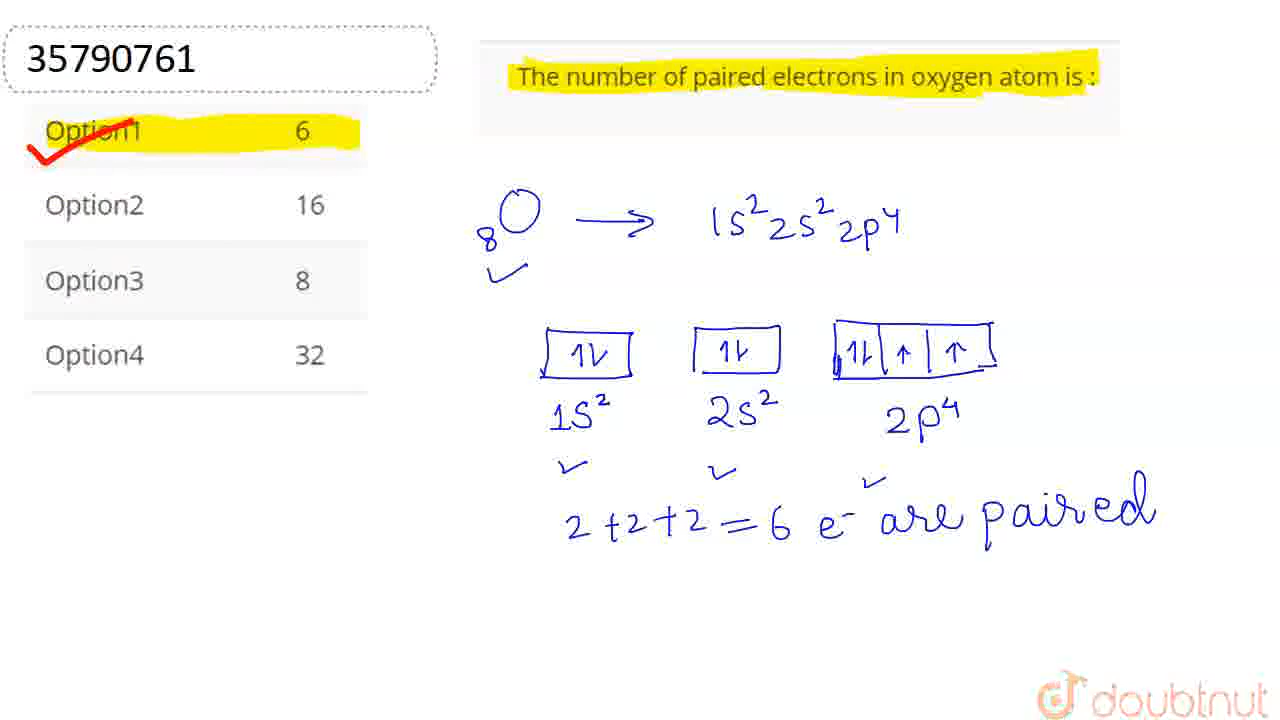 35790761
The number of paired electrons in oxygen atom is :
Option1 6
Option2 16
Option3 8
Option4 32
₈O → 1s² 2s² 2p⁴
↿⇂ ↿⇂ ↿⇂ ↑ ↑
1S² 2s² 2p⁴
2+2+2=6 e⁻ are paired
doubtnut